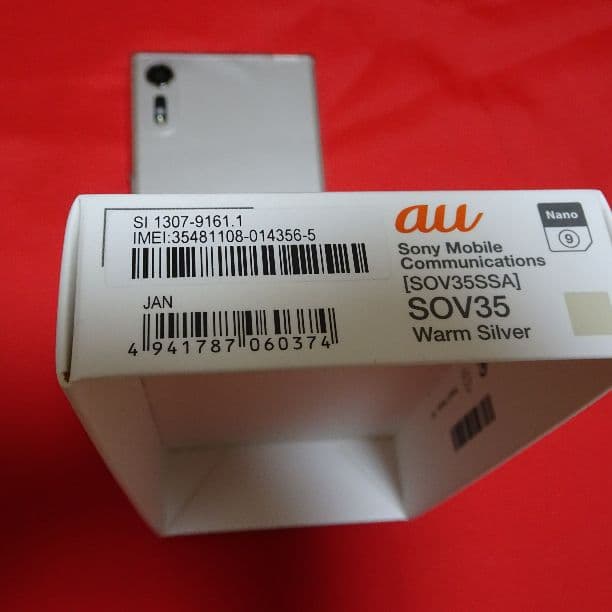 SI 1307-9161.1
IMEI:35481108-014356-5
JAN
4 941787 060374
au
Nano
9
Sony Mobile
Communications
[SOV35SSA]
SOV35
Warm Silver